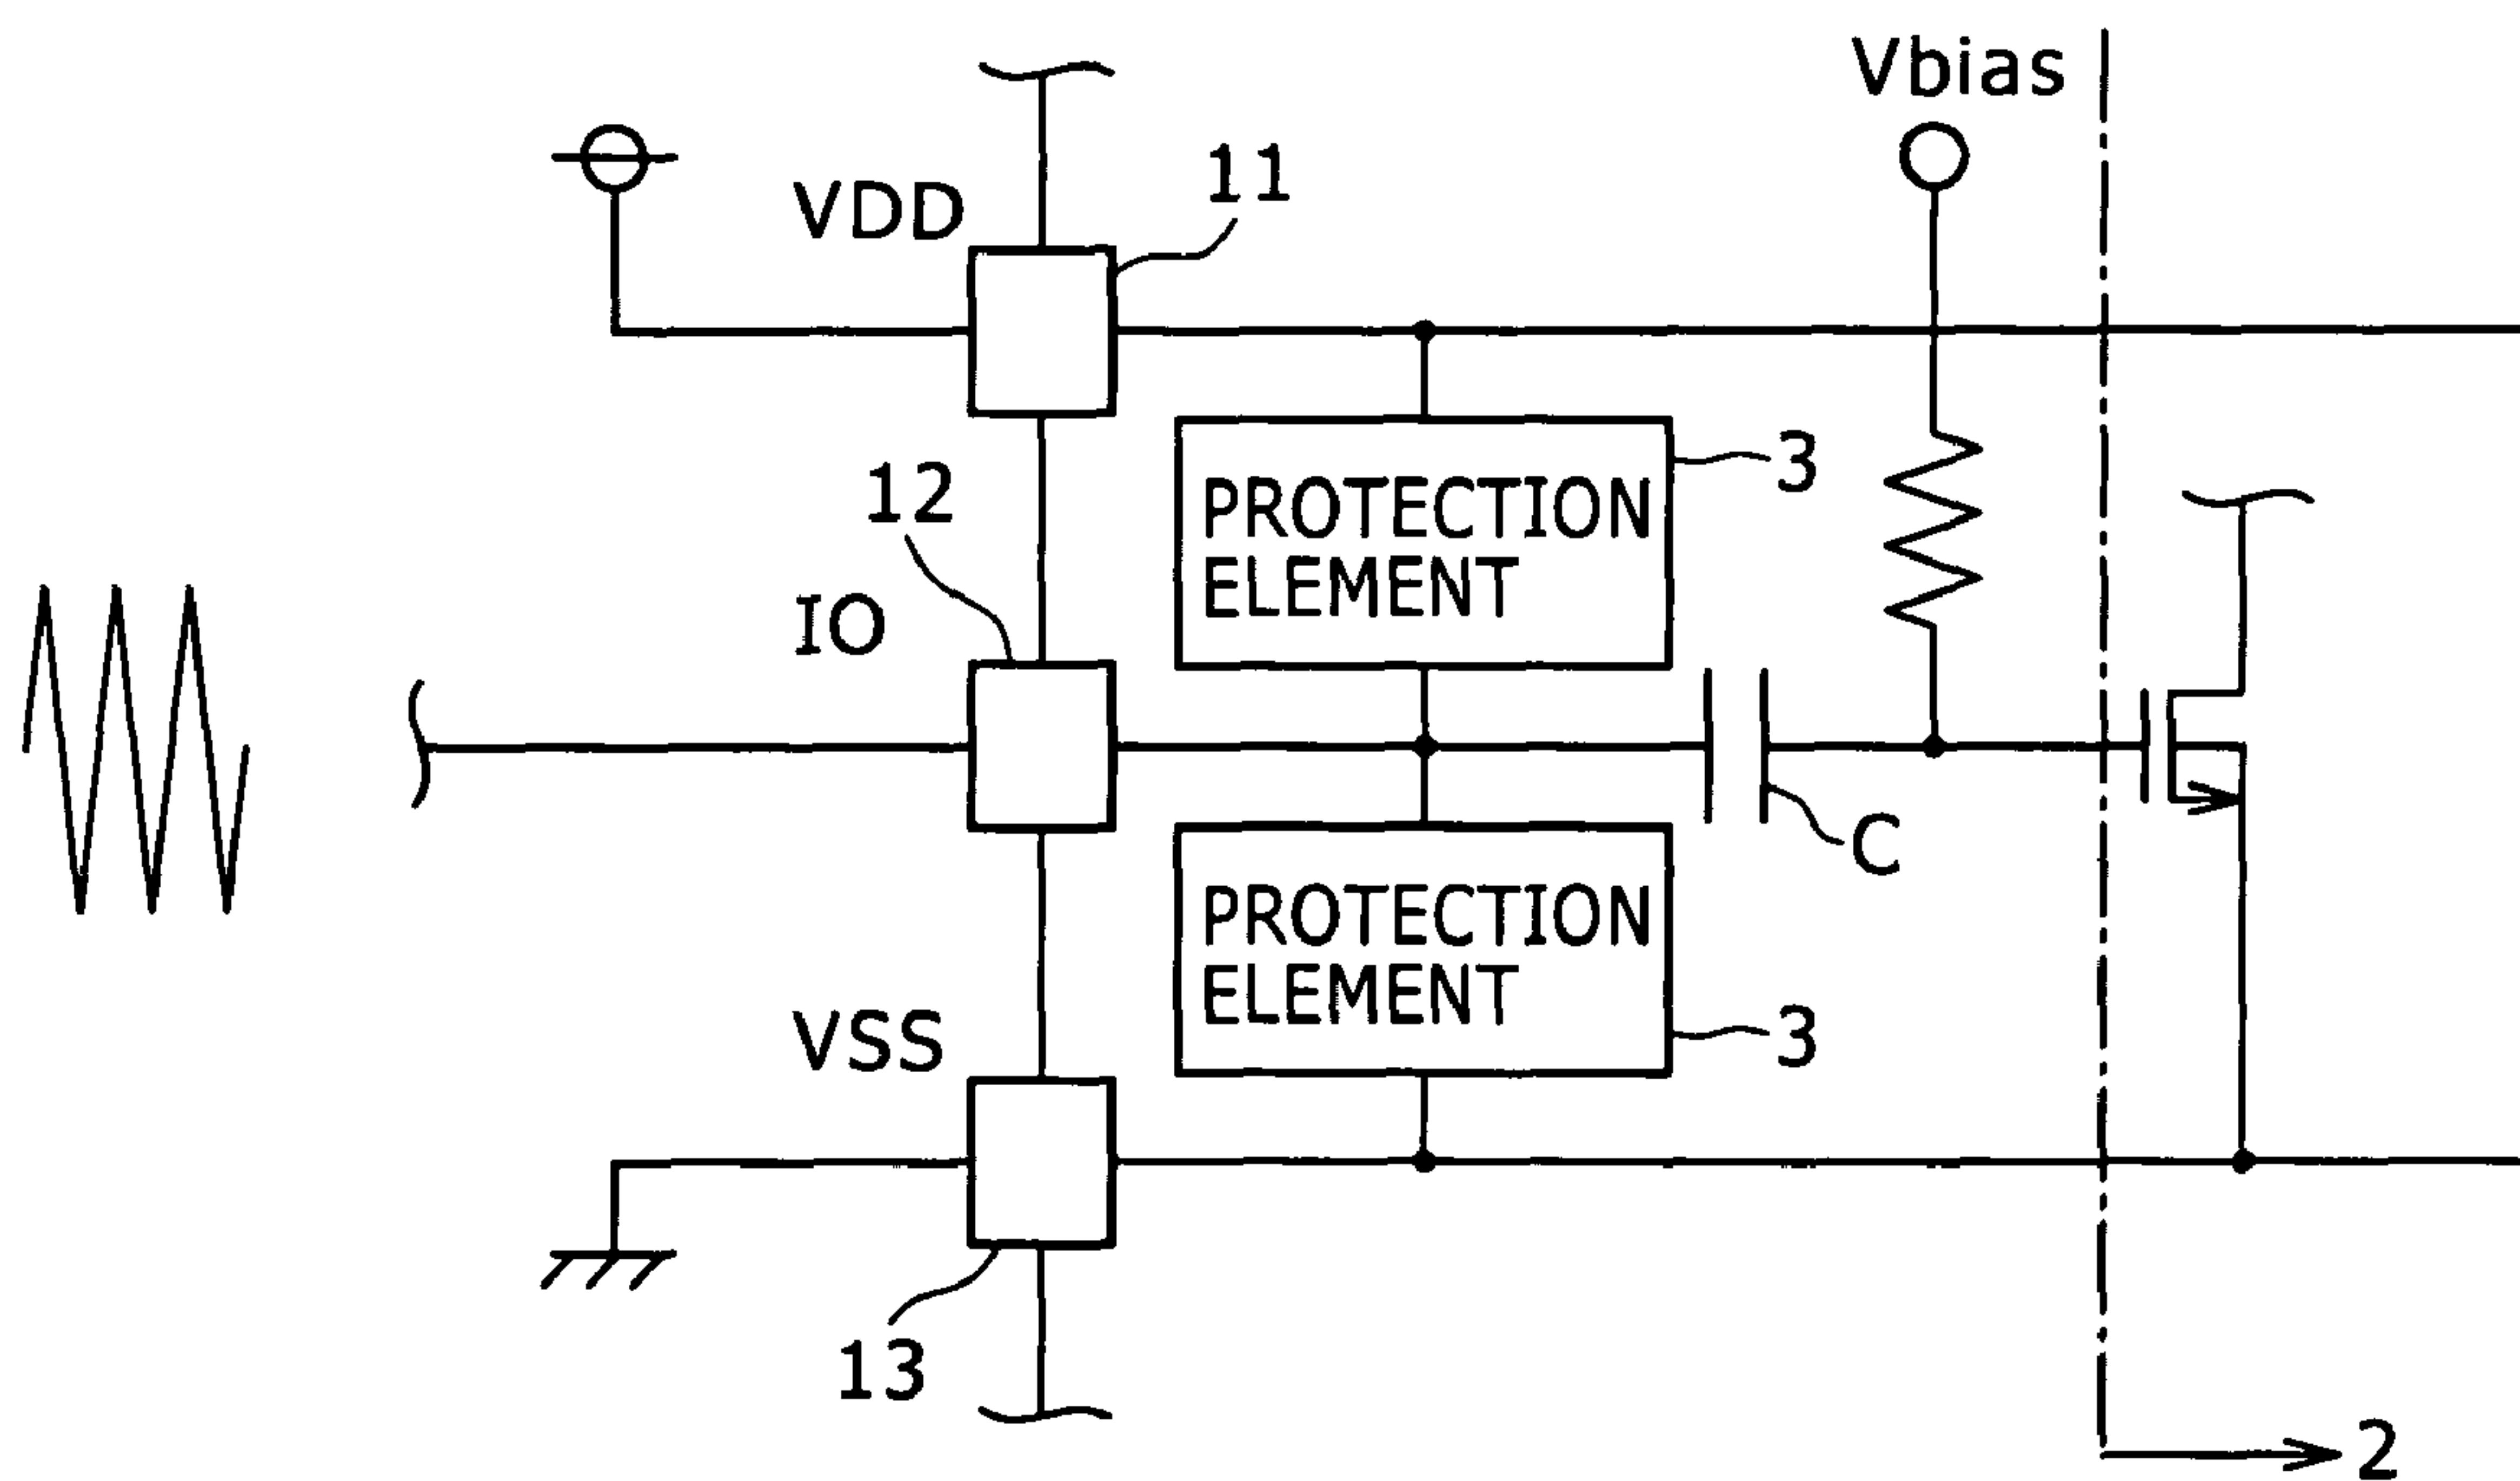 Vbias
VDD
11
12
PROTECTION
ELEMENT
3
IO
C
PROTECTION
ELEMENT
3
VSS
13
2